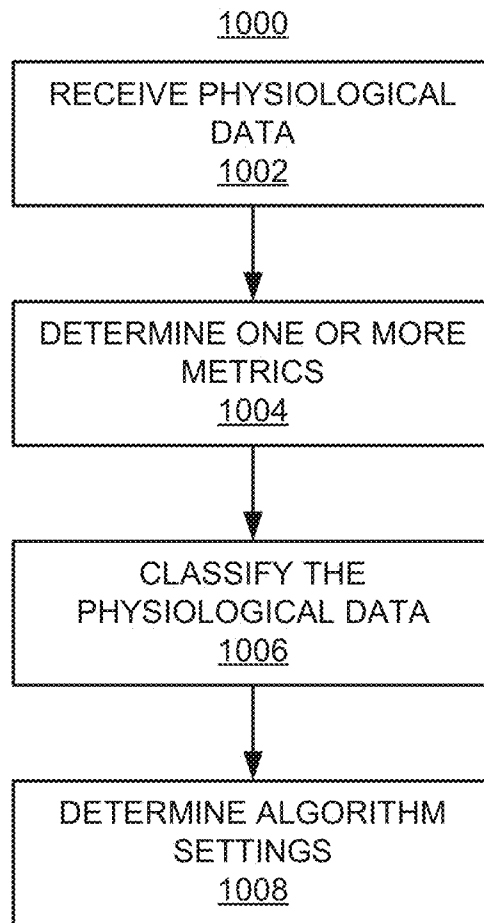 1000
RECEIVE PHYSIOLOGICAL
DATA
1002
DETERMINE ONE OR MORE
METRICS
1004
CLASSIFY THE
PHYSIOLOGICAL DATA
1006
DETERMINE ALGORITHM
SETTINGS
1008